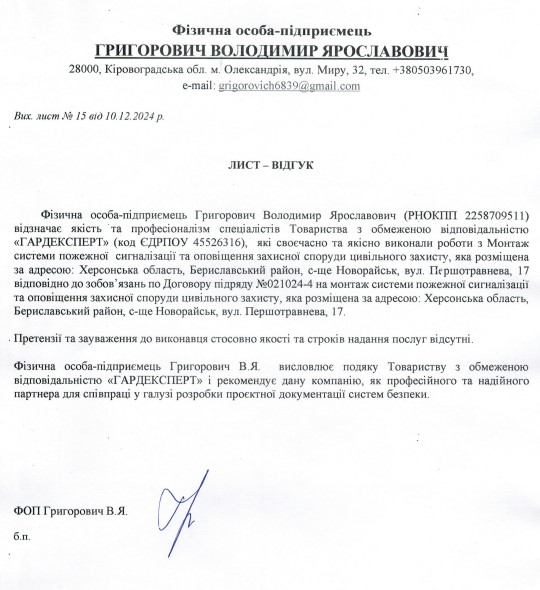 Фізична особа-підприємець
ГРИГОРОВИЧ ВОЛОДИМИР ЯРОСЛАВОВИЧ
28000, Кіровоградська обл. м. Олександрія, вул. Миру, 32, тел. +380503961730,
e-mail: grigorovich6839@gmail.com
Вих. лист № 15 від 10.12.2024 р.
ЛИСТ – ВІДГУК
Фізична особа-підприємець Григорович Володимир Ярославович (РНОКПП 2258709511)
відзначає якість та професіоналізм спеціалістів Товариства з обмеженою відповідальністю
«ГАРДЕКСПЕРТ» (код ЄДРПОУ 45526316), які своєчасно та якісно виконали роботи з Монтаж
системи пожежної сигналізації та оповіщення захисної споруди цивільного захисту, яка розміщена
за адресою: Херсонська область, Бериславський район, с-ще Новорайськ, вул. Першотравнева, 17
відповідно до зобов'язань по Договору підряду №021024-4 на монтаж системи пожежної сигналізації
та оповіщення захисної споруди цивільного захисту, яка розміщена за адресою: Херсонська область,
Бериславський район, с-ще Новорайськ, вул. Першотравнева, 17.
Претензії та зауваження до виконавця стосовно якості та строків надання послуг відсутні.
Фізична особа-підприємець Григорович В.Я. висловлює подяку Товариству з обмеженою
відповідальністю «ГАРДЕКСПЕРТ» і рекомендує дану компанію, як професійного та надійного
партнера для співпраці у галузі розробки проєктної документації систем безпеки.
ФОП Григорович В.Я.
б.п.